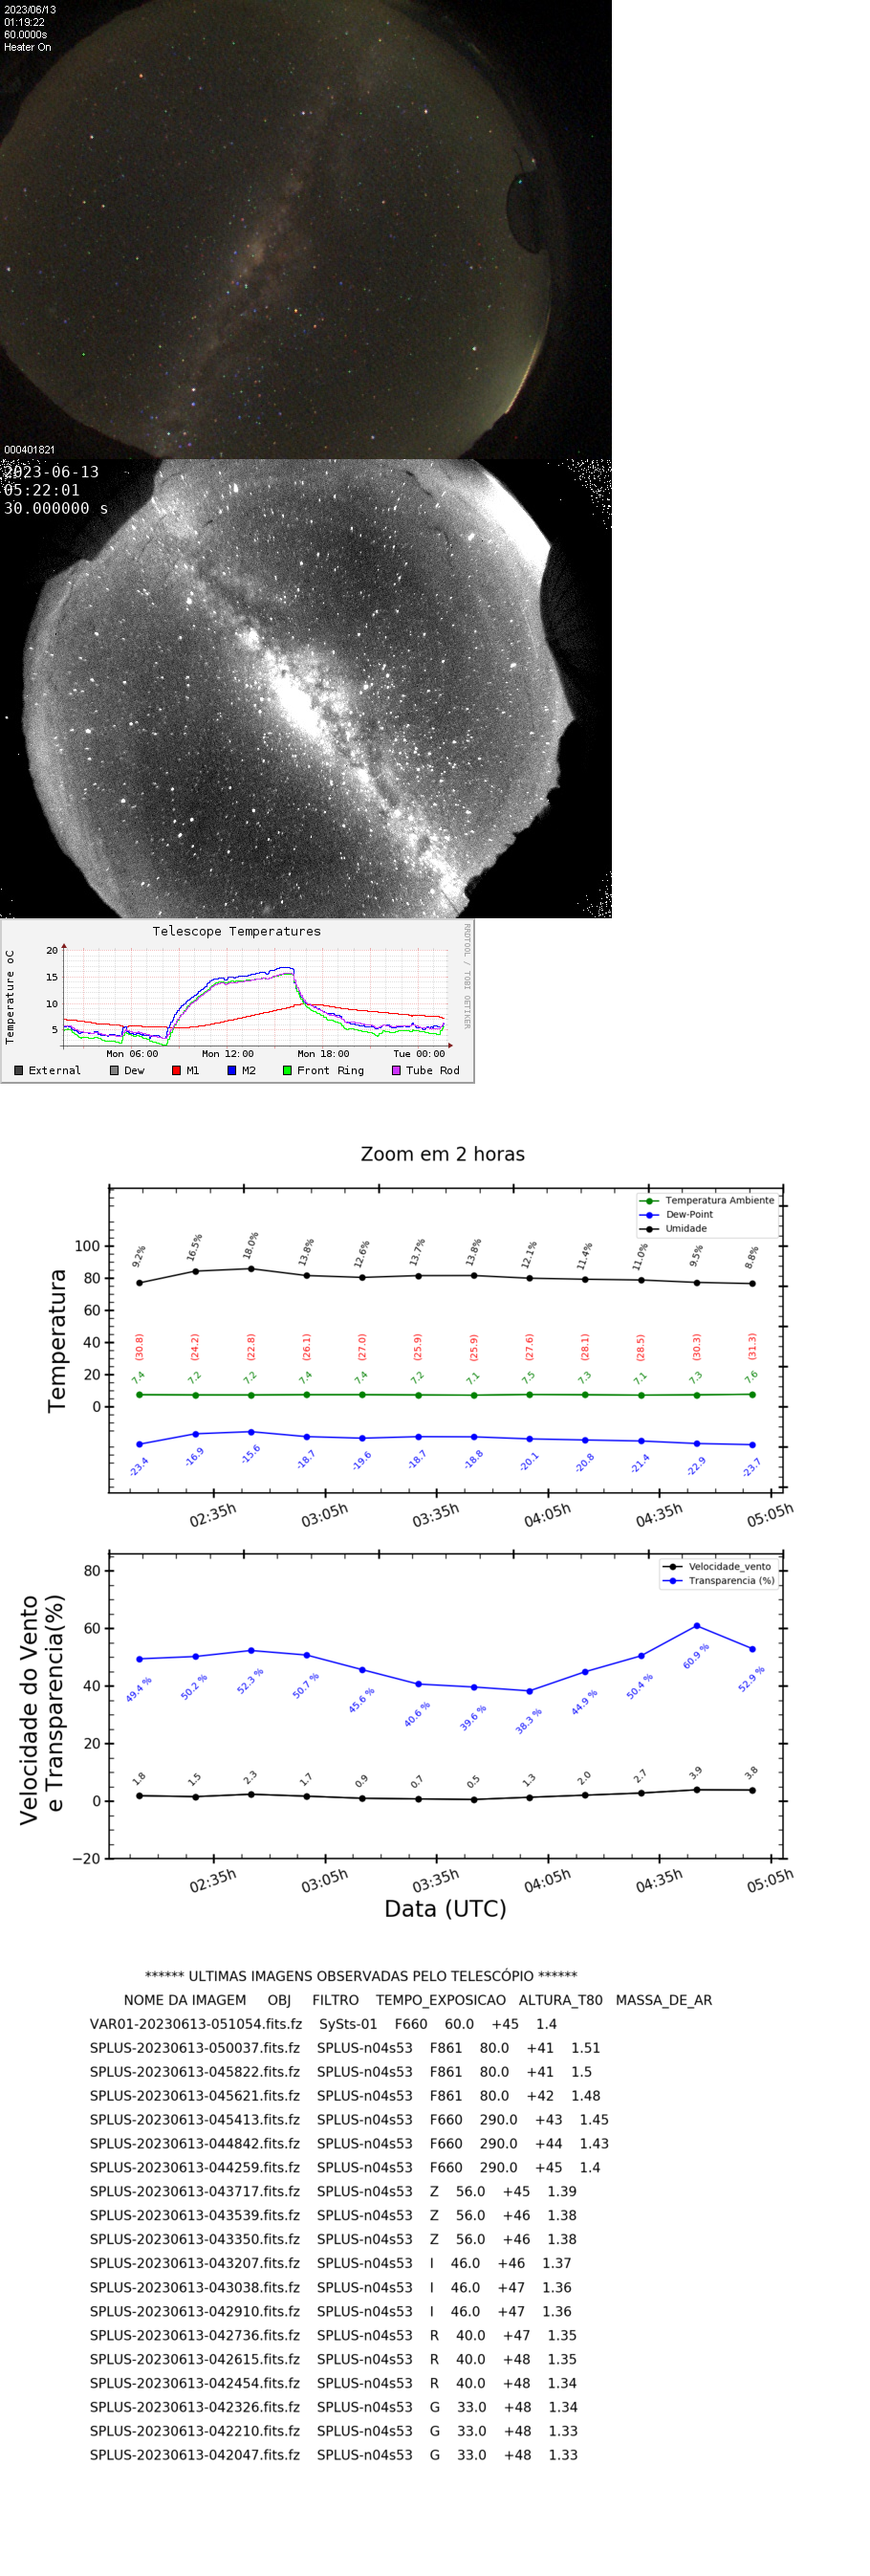 2023/06/13
01:19:22
60.0000s
Heater On
000401821
2023-06-13
05:22:01
30.000000 s
Telescope Temperatures
RRDTOOL / TOBI OETIKER
Temperature oC
20
15
10
5
Mon 06:00 Mon 12:00 Mon 18:00 Tue 00:00
External Dew M1 M2 Front Ring Tube Rod
Zoom em 2 horas
Temperatura Ambiente
Dew-Point
Umidade
Temperatura
100
80
60
40
20
0
9.2% 16.5% 18.0% 13.8% 12.6% 13.7% 13.8% 12.1% 11.4% 11.0% 9.5% 8.8%
(30.8) (24.2) (22.8) (26.1) (27.0) (25.9) (25.9) (27.6) (28.1) (28.5) (30.3) (31.3)
7.4 7.2 7.2 7.4 7.4 7.2 7.1 7.5 7.3 7.1 7.3 7.6
-23.4 -16.9 -15.6 -18.7 -19.6 -18.7 -18.8 -20.1 -20.8 -21.4 -22.9 -23.7
02:35h 03:05h 03:35h 04:05h 04:35h 05:05h
Velocidade_vento
Transparencia (%)
Velocidade do Vento
e Transparencia(%)
80
60
40
20
0
−20
49.4 % 50.2 % 52.3 % 50.7 % 45.6 % 40.6 % 39.6 % 38.3 % 44.9 % 50.4 % 60.9 % 52.9 %
1.8 1.5 2.3 1.7 0.9 0.7 0.5 1.3 2.0 2.7 3.9 3.8
02:35h 03:05h 03:35h 04:05h 04:35h 05:05h
Data (UTC)
****** ULTIMAS IMAGENS OBSERVADAS PELO TELESCÓPIO ******
NOME DA IMAGEM OBJ FILTRO TEMPO_EXPOSICAO ALTURA_T80 MASSA_DE_AR
VAR01-20230613-051054.fits.fz SySts-01 F660 60.0 +45 1.4
SPLUS-20230613-050037.fits.fz SPLUS-n04s53 F861 80.0 +41 1.51
SPLUS-20230613-045822.fits.fz SPLUS-n04s53 F861 80.0 +41 1.5
SPLUS-20230613-045621.fits.fz SPLUS-n04s53 F861 80.0 +42 1.48
SPLUS-20230613-045413.fits.fz SPLUS-n04s53 F660 290.0 +43 1.45
SPLUS-20230613-044842.fits.fz SPLUS-n04s53 F660 290.0 +44 1.43
SPLUS-20230613-044259.fits.fz SPLUS-n04s53 F660 290.0 +45 1.4
SPLUS-20230613-043717.fits.fz SPLUS-n04s53 Z 56.0 +45 1.39
SPLUS-20230613-043539.fits.fz SPLUS-n04s53 Z 56.0 +46 1.38
SPLUS-20230613-043350.fits.fz SPLUS-n04s53 Z 56.0 +46 1.38
SPLUS-20230613-043207.fits.fz SPLUS-n04s53 I 46.0 +46 1.37
SPLUS-20230613-043038.fits.fz SPLUS-n04s53 I 46.0 +47 1.36
SPLUS-20230613-042910.fits.fz SPLUS-n04s53 I 46.0 +47 1.36
SPLUS-20230613-042736.fits.fz SPLUS-n04s53 R 40.0 +47 1.35
SPLUS-20230613-042615.fits.fz SPLUS-n04s53 R 40.0 +48 1.35
SPLUS-20230613-042454.fits.fz SPLUS-n04s53 R 40.0 +48 1.34
SPLUS-20230613-042326.fits.fz SPLUS-n04s53 G 33.0 +48 1.34
SPLUS-20230613-042210.fits.fz SPLUS-n04s53 G 33.0 +48 1.33
SPLUS-20230613-042047.fits.fz SPLUS-n04s53 G 33.0 +48 1.33